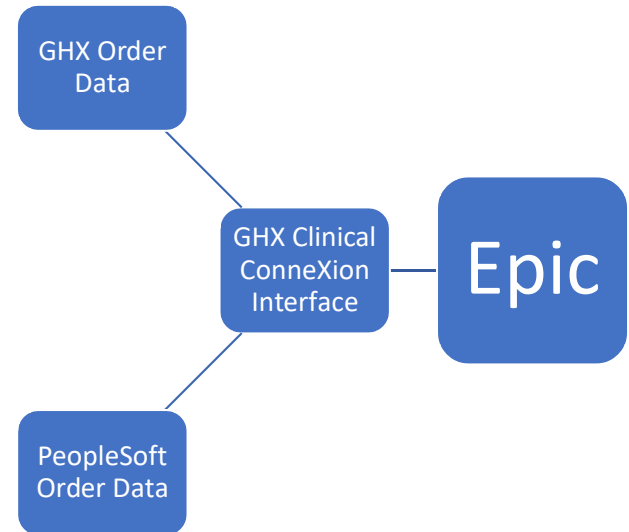 GHX Order
Data
GHX Clinical
ConneXion
Interface
Epic
PeopleSoft
Order Data